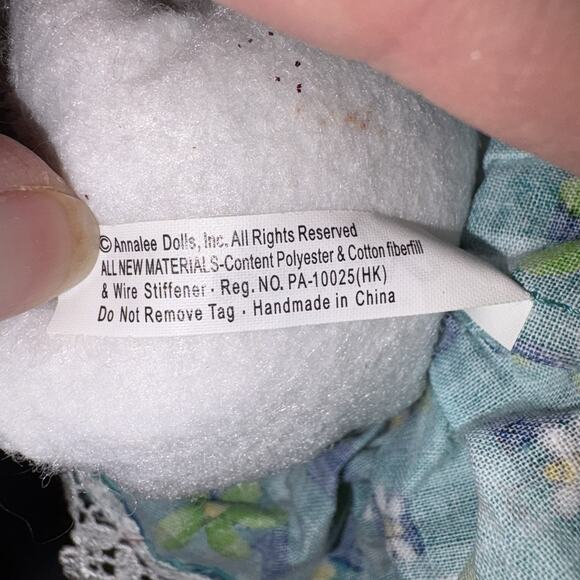 © Annalee Dolls, Inc. All Rights Reserved
ALL NEW MATERIALS-Content Polyester & Cotton fiberfill
& Wire Stiffener · Reg. NO. PA-10025(HK)
Do Not Remove Tag · Handmade in China